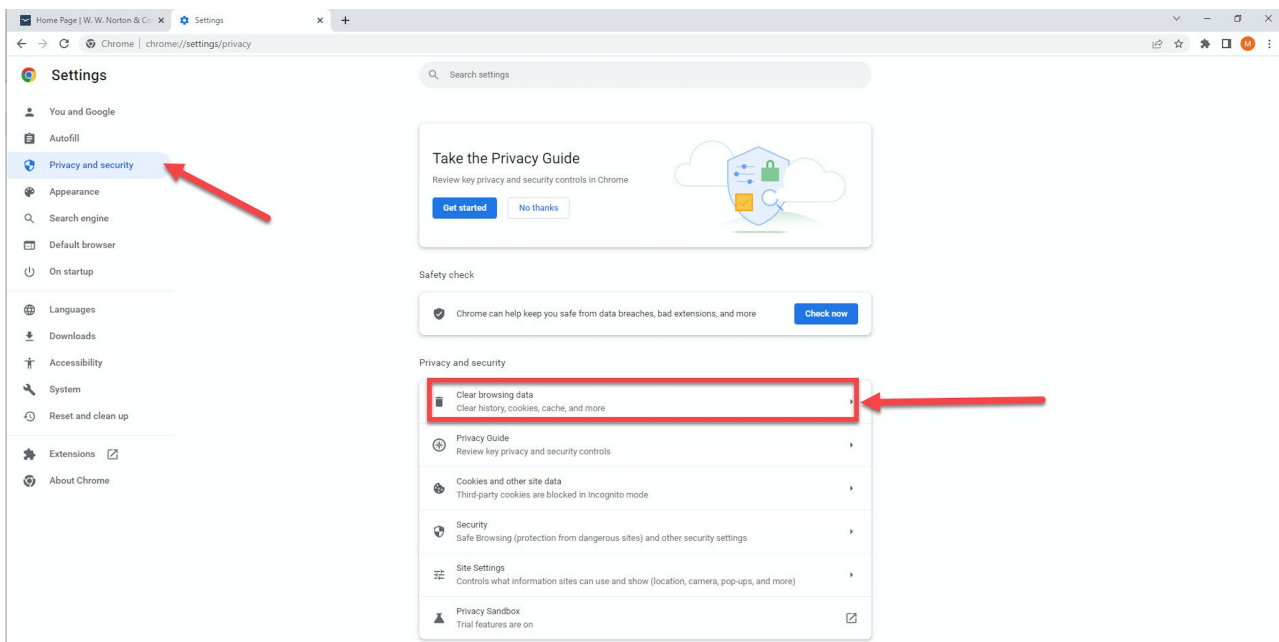 Home Page | W. W. Norton & Co
Settings
Chrome | chrome://settings/privacy
M
Settings
Search settings
You and Google
Autofill
Privacy and security
Appearance
Search engine
Default browser
On startup
Languages
Downloads
Accessibility
System
Reset and clean up
Extensions
About Chrome
Take the Privacy Guide
Review key privacy and security controls in Chrome
Get started
No thanks
Safety check
Chrome can help keep you safe from data breaches, bad extensions, and more
Check now
Privacy and security
Clear browsing data
Clear history, cookies, cache, and more
Privacy Guide
Review key privacy and security controls
Cookies and other site data
Third-party cookies are blocked in Incognito mode
Security
Safe Browsing (protection from dangerous sites) and other security settings
Site Settings
Controls what information sites can use and show (location, camera, pop-ups, and more)
Privacy Sandbox
Trial features are on